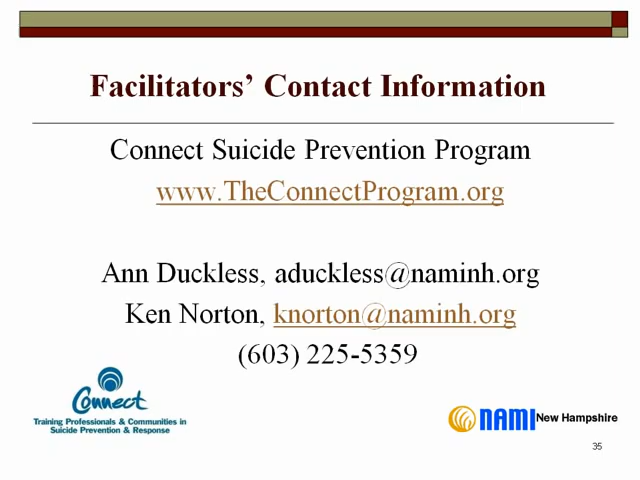 Facilitators’ Contact Information
Connect Suicide Prevention Program
www.TheConnectProgram.org
Ann Duckless, aduckless@naminh.org
Ken Norton, knorton@naminh.org
(603) 225-5359
Connect
Training Professionals & Communities in
Suicide Prevention & Response
NAMI New Hampshire
35